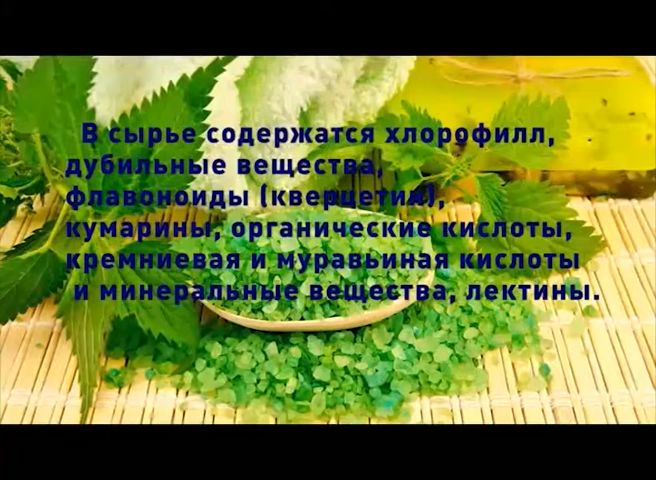 В сырье содержатся хлорофилл,
дубильные вещества,
флавоноиды (кверцетин),
кумарины, органические кислоты,
кремниевая и муравьиная кислоты
и минеральные вещества, лектины.